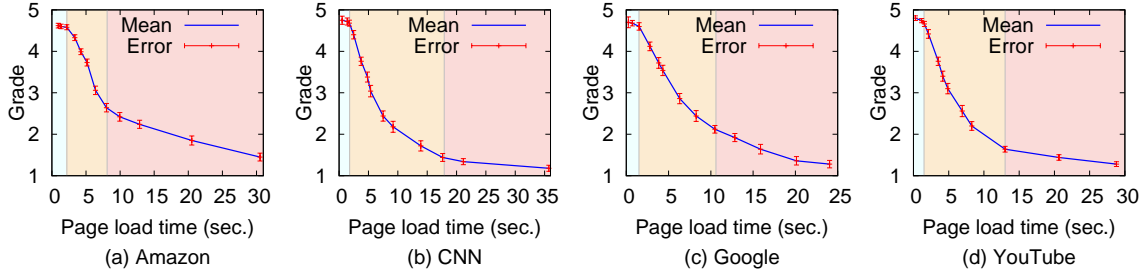 Grade
5
4
3
2
1
Mean
Error
0 5 10 15 20 25 30
Page load time (sec.)
(a) Amazon
Grade
5
4
3
2
1
Mean
Error
0 5 10 15 20 25 30 35
Page load time (sec.)
(b) CNN
Grade
5
4
3
2
1
Mean
Error
0 5 10 15 20 25
Page load time (sec.)
(c) Google
Grade
5
4
3
2
1
Mean
Error
0 5 10 15 20 25 30
Page load time (sec.)
(d) YouTube